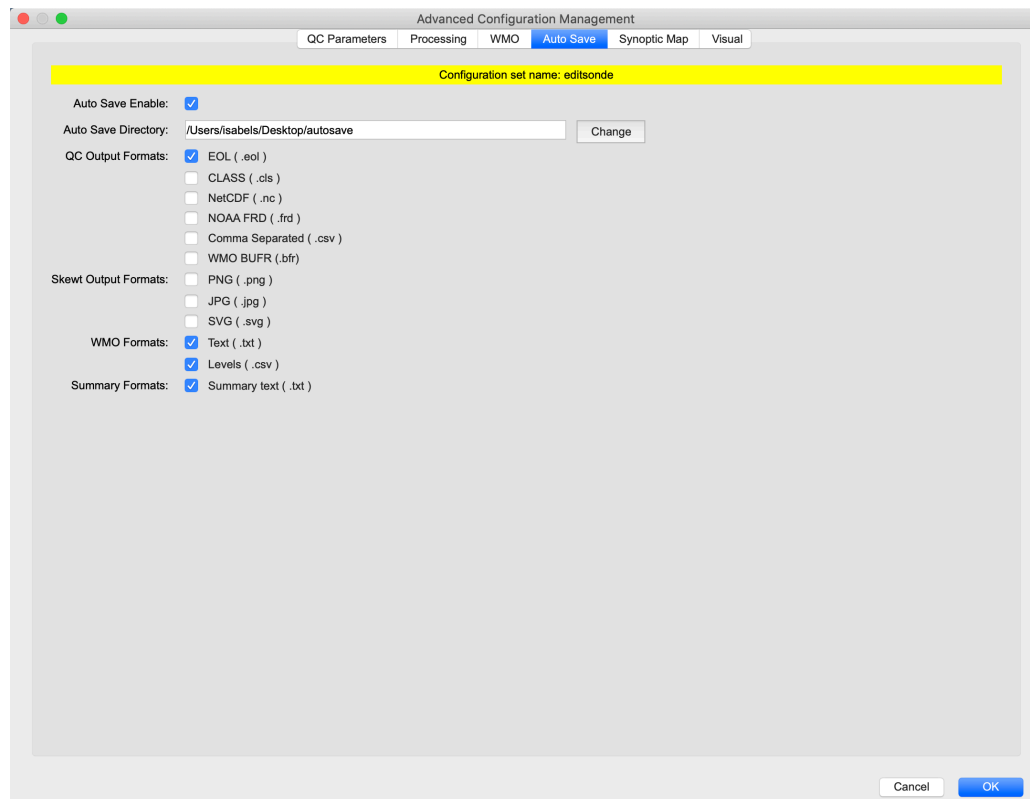 Advanced Configuration Management
QC Parameters Processing WMO Auto Save Synoptic Map Visual
Configuration set name: editsonde
Auto Save Enable:
Auto Save Directory: /Users/isabels/Desktop/autosave Change
QC Output Formats: EOL ( .eol )
CLASS ( .cls )
NetCDF ( .nc )
NOAA FRD ( .frd )
Comma Separated ( .csv )
WMO BUFR (.bfr)
Skewt Output Formats: PNG ( .png )
JPG ( .jpg )
SVG ( .svg )
WMO Formats: Text ( .txt )
Levels ( .csv )
Summary Formats: Summary text ( .txt )
Cancel OK